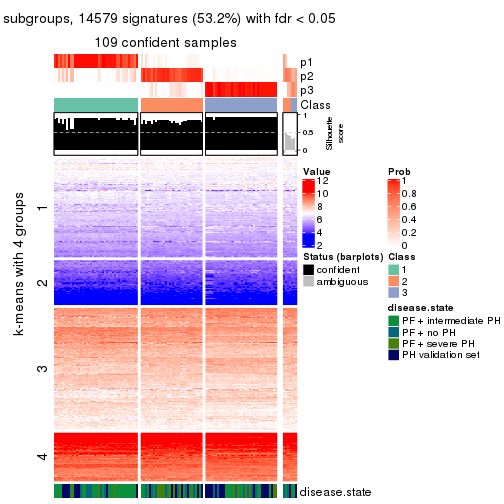 subgroups, 14579 signatures (53.2%) with fdr < 0.05
109 confident samples
p1
p2
p3
Class
1
0.5
0
Silhouette
score
k-means with 4 groups
1
2
3
4
disease.state
Value
12
10
8
6
4
2
Prob
1
0.8
0.6
0.4
0.2
0
Status (barplots)
confident
ambiguous
Class
1
2
3
disease.state
PF + intermediate PH
PF + no PH
PF + severe PH
PH validation set